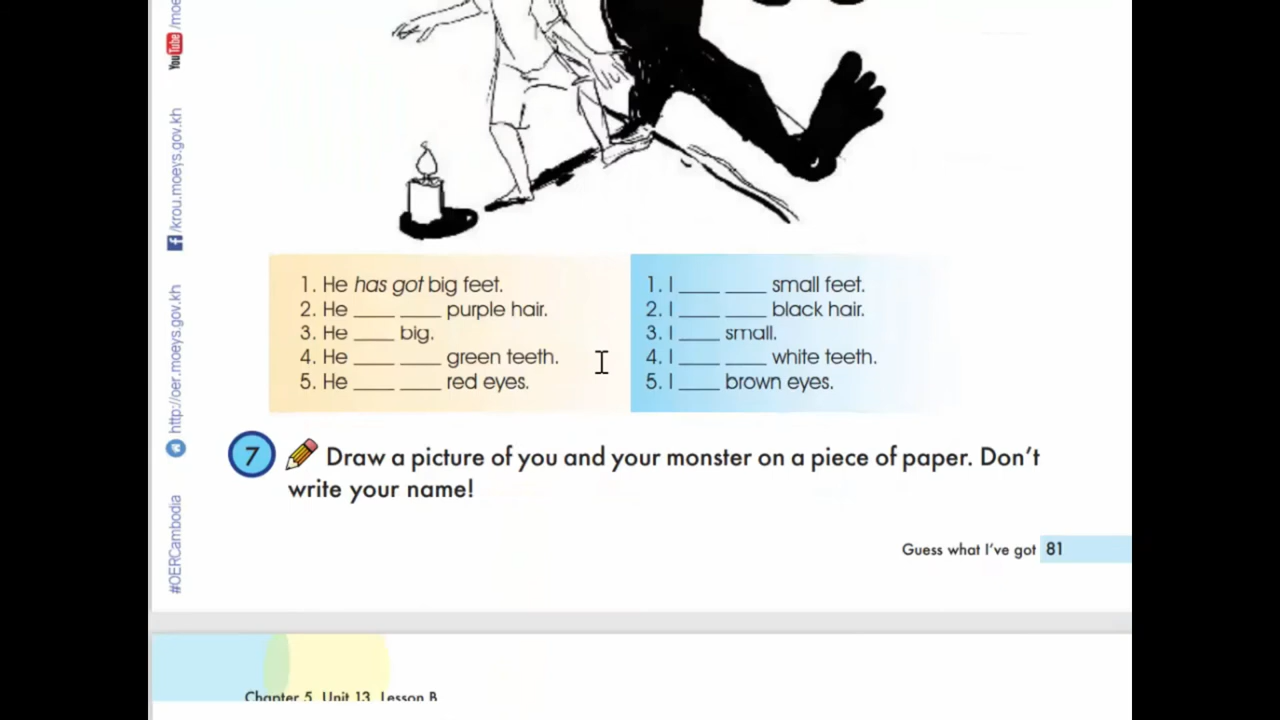 YouTube /moe
/krou.moeys.gov.kh
http://oer.moeys.gov.kh
#OERCambodia
1. He has got big feet.
2. He ____ ____ purple hair.
3. He ____ big.
4. He ____ ____ green teeth.
5. He ____ ____ red eyes.
1. I ____ ____ small feet.
2. I ____ ____ black hair.
3. I ____ small.
4. I ____ ____ white teeth.
5. I ____ brown eyes.
7 Draw a picture of you and your monster on a piece of paper. Don't
write your name!
Guess what I've got 81
Chapter 5 Unit 13 Lesson B